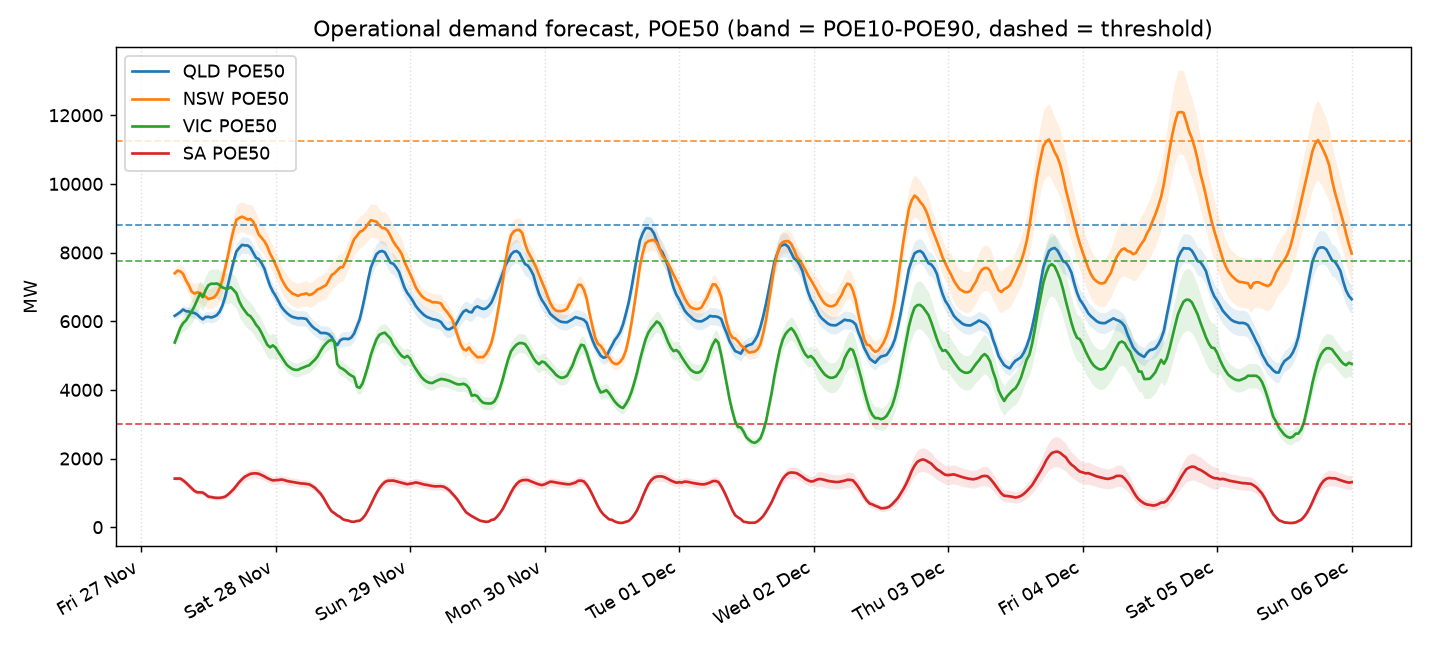 Operational demand forecast, POE50 (band = POE10-POE90, dashed = threshold)
QLD POE50
NSW POE50
VIC POE50
SA POE50
MW
12000
10000
8000
6000
4000
2000
0
Fri 27 Nov
Sat 28 Nov
Sun 29 Nov
Mon 30 Nov
Tue 01 Dec
Wed 02 Dec
Thu 03 Dec
Fri 04 Dec
Sat 05 Dec
Sun 06 Dec